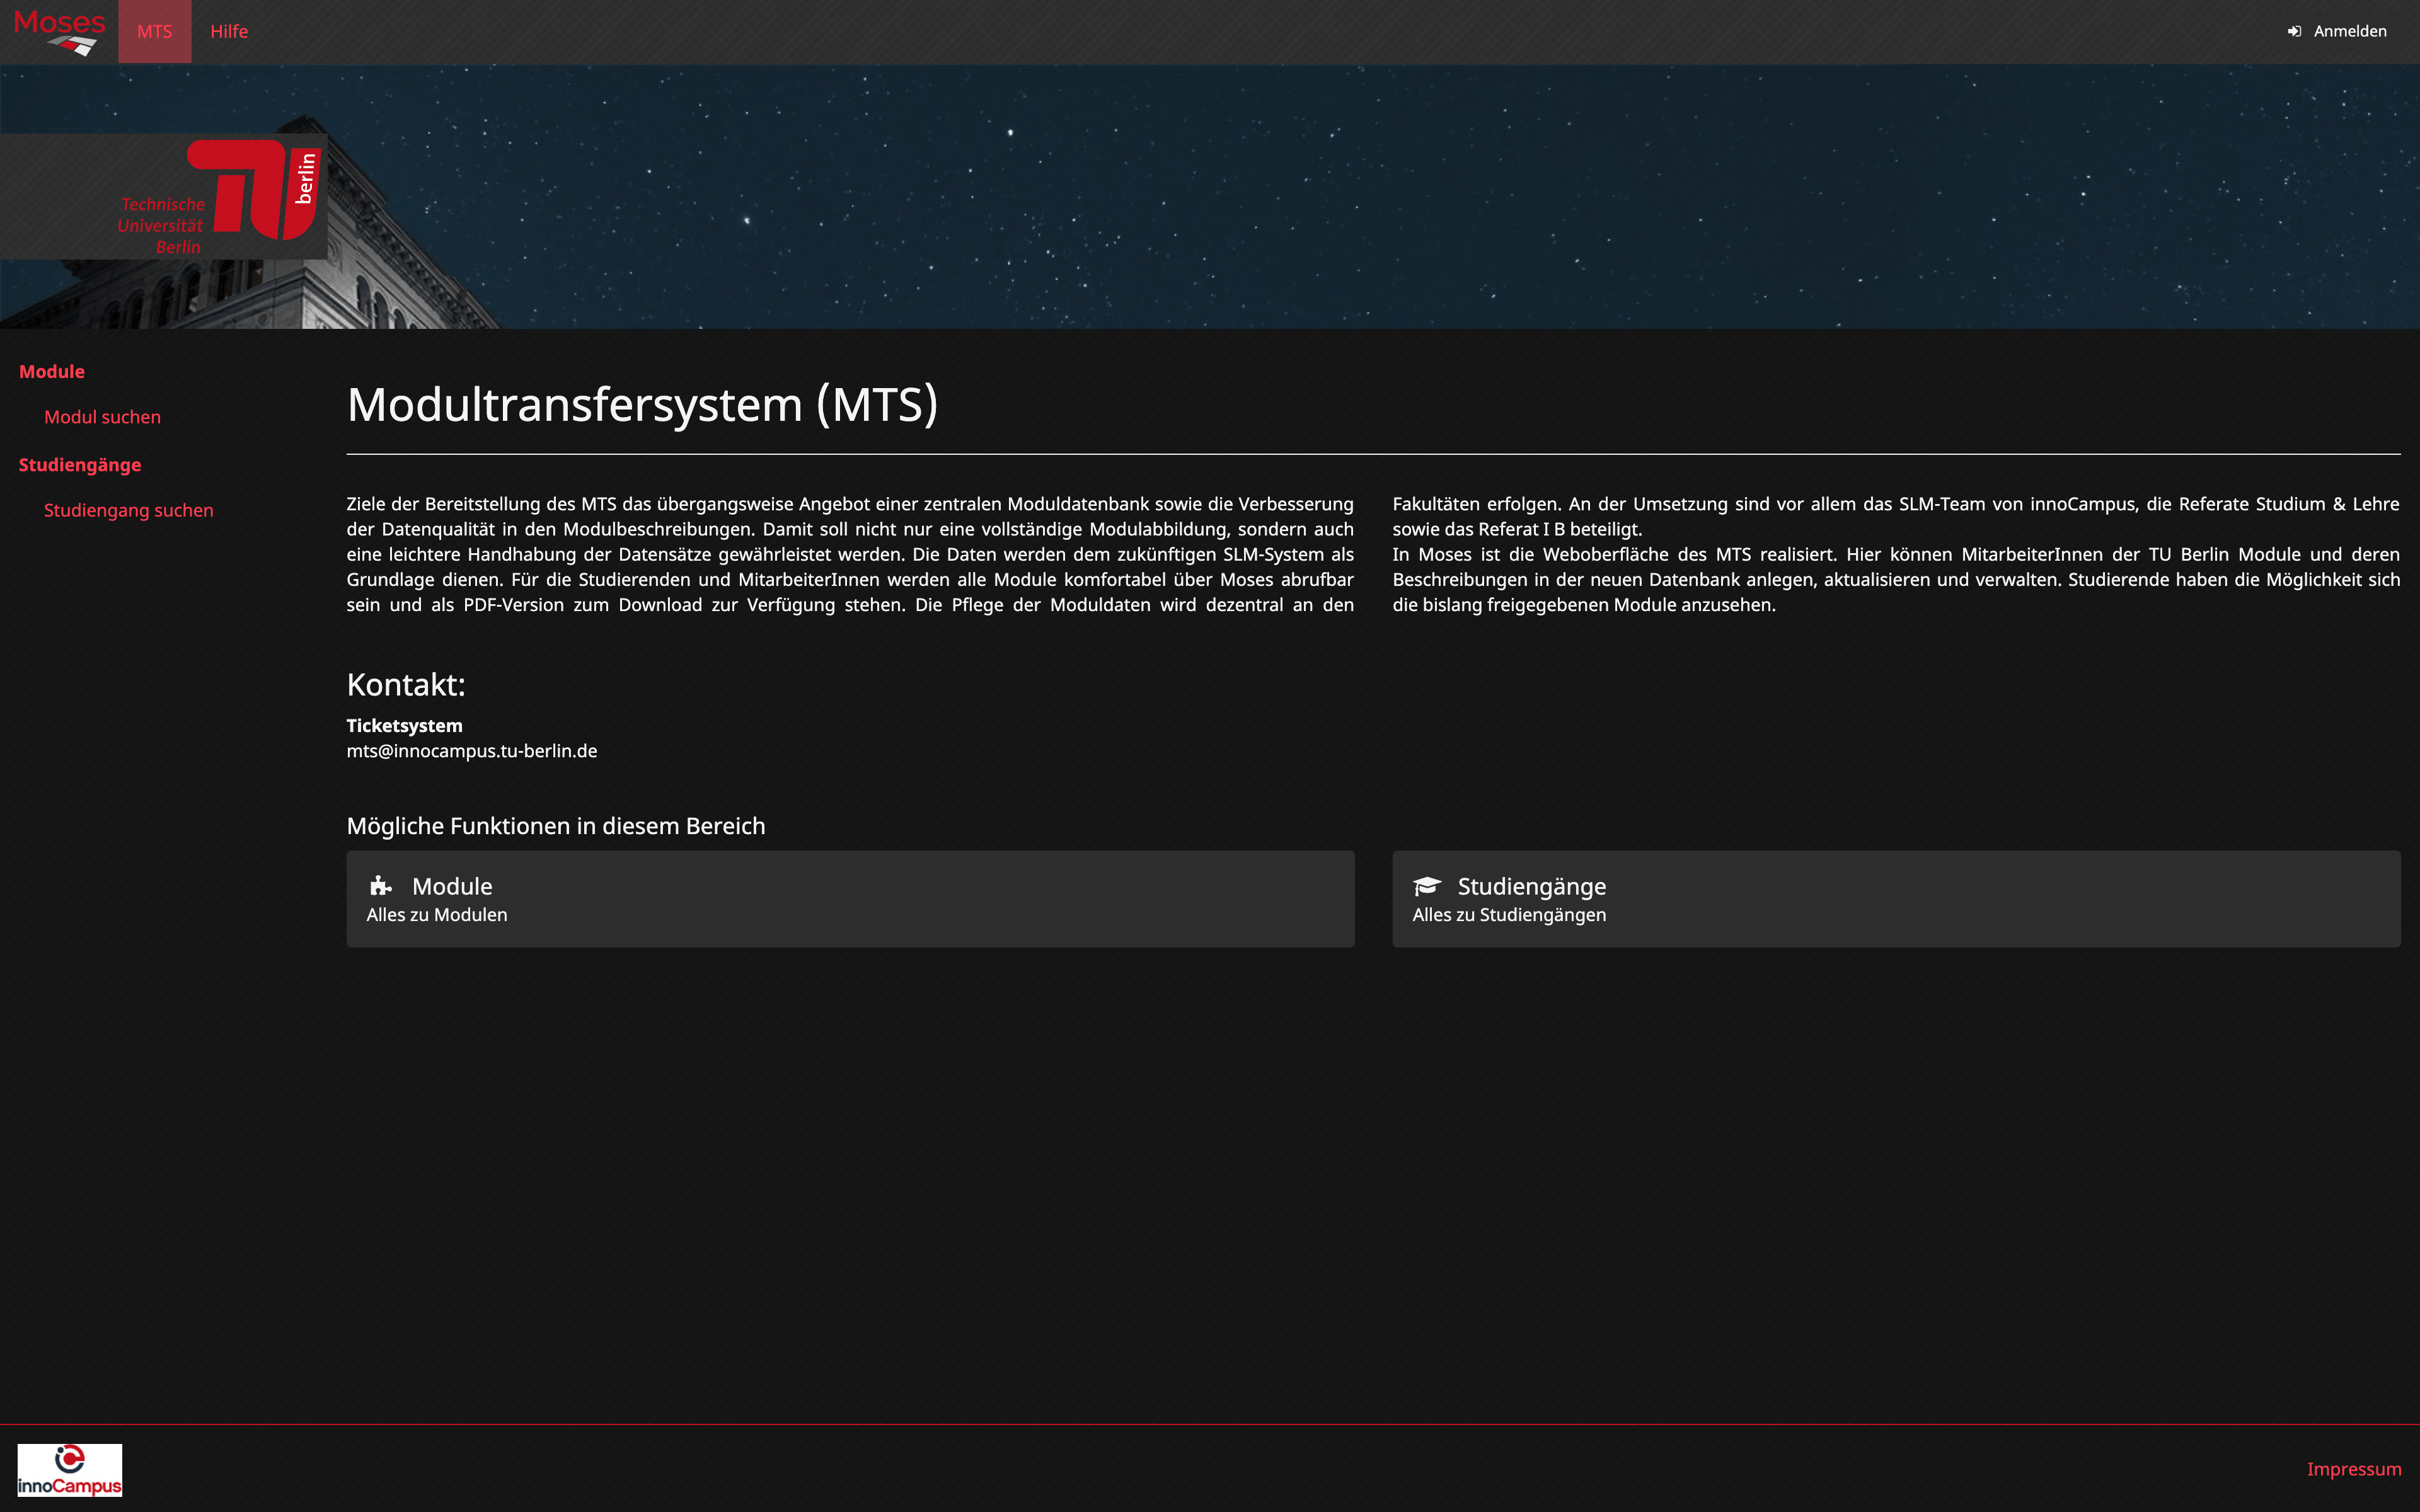 Moses
MTS
Hilfe
Anmelden
Technische
Universität
Berlin
berlin
Module
Modul suchen
Studiengänge
Studiengang suchen
Modultransfersystem (MTS)
Ziele der Bereitstellung des MTS das übergangsweise Angebot einer zentralen Moduldatenbank sowie die Verbesserung
der Datenqualität in den Modulbeschreibungen. Damit soll nicht nur eine vollständige Modulabbildung, sondern auch
eine leichtere Handhabung der Datensätze gewährleistet werden. Die Daten werden dem zukünftigen SLM-System als
Grundlage dienen. Für die Studierenden und MitarbeiterInnen werden alle Module komfortabel über Moses abrufbar
sein und als PDF-Version zum Download zur Verfügung stehen. Die Pflege der Moduldaten wird dezentral an den
Fakultäten erfolgen. An der Umsetzung sind vor allem das SLM-Team von innoCampus, die Referate Studium & Lehre
sowie das Referat I B beteiligt.
In Moses ist die Weboberfläche des MTS realisiert. Hier können MitarbeiterInnen der TU Berlin Module und deren
Beschreibungen in der neuen Datenbank anlegen, aktualisieren und verwalten. Studierende haben die Möglichkeit sich
die bislang freigegebenen Module anzusehen.
Kontakt:
Ticketsystem
mts@innocampus.tu-berlin.de
Mögliche Funktionen in diesem Bereich
Module
Alles zu Modulen
Studiengänge
Alles zu Studiengängen
innoCampus
Impressum